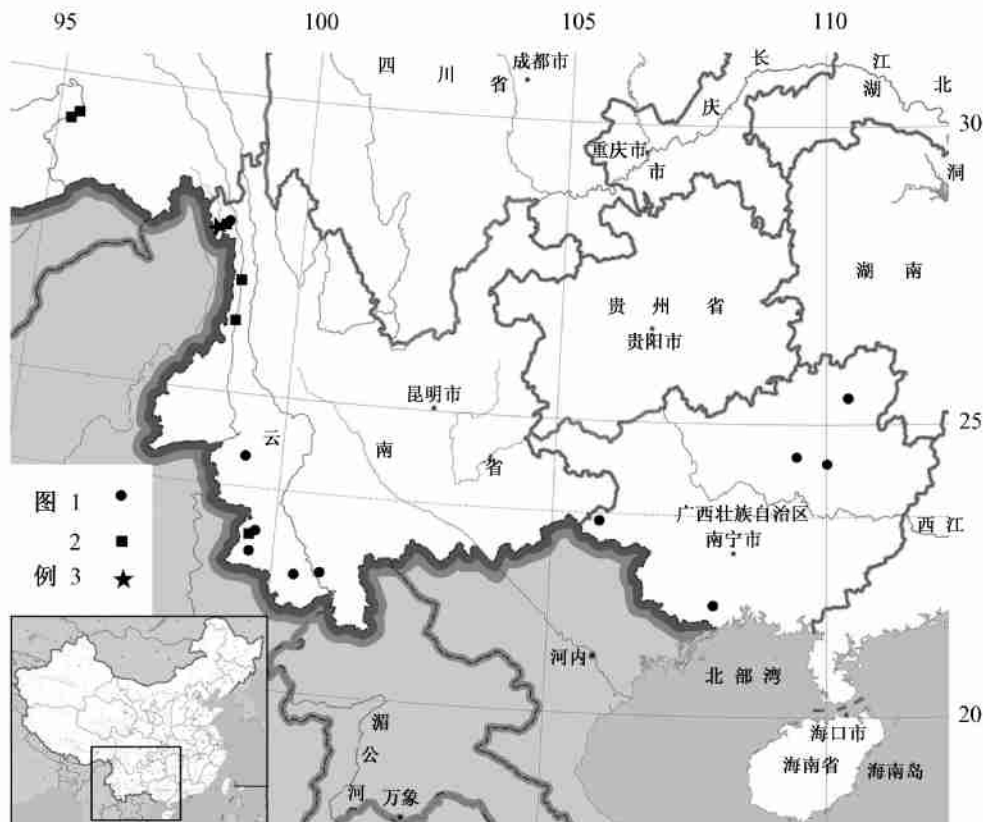 95 100 105 110
四川省
成都市
长江
湖北
庆
重庆市
市
30
洞
湖南
贵州省
贵阳市
昆明市
云南省
25
图 1
2
例 3
广西壮族自治区
南宁市
西江
河内
北部湾
20
海口市
海南省
海南岛
湄公河
万象